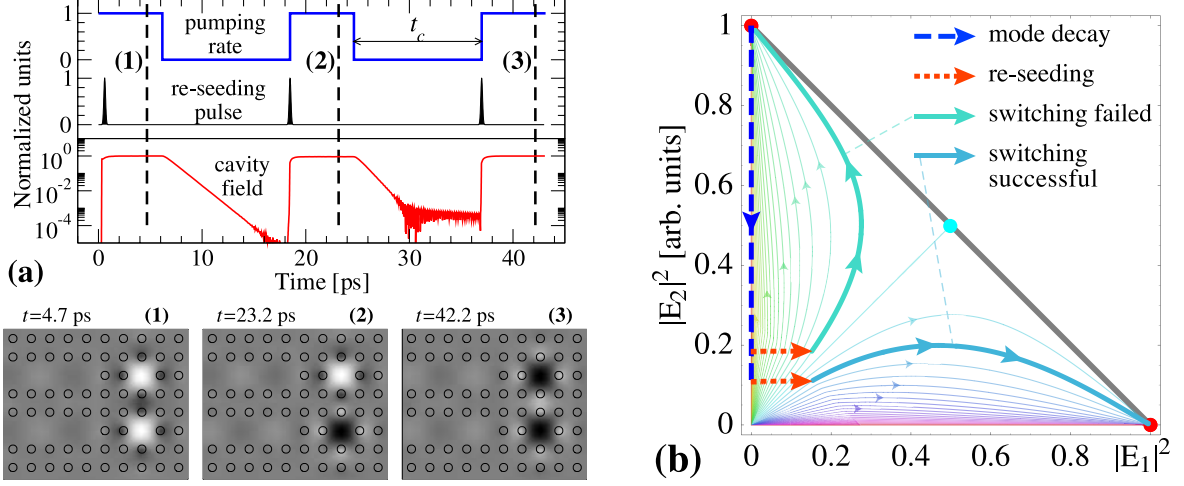 Normalized units
1
0
1
0
10^0
10^-2
10^-4
(1)
pumping
rate
(2)
t_c
(3)
re-seeding
pulse
cavity
field
0
10
20
30
40
Time [ps]
(a)
t=4.7 ps (1)
t=23.2 ps (2)
t=42.2 ps (3)
|E_2|^2 [arb. units]
1
0.8
0.6
0.4
0.2
0
mode decay
re-seeding
switching failed
switching
successful
0 0.2 0.4 0.6 0.8 |E_1|^2
(b)